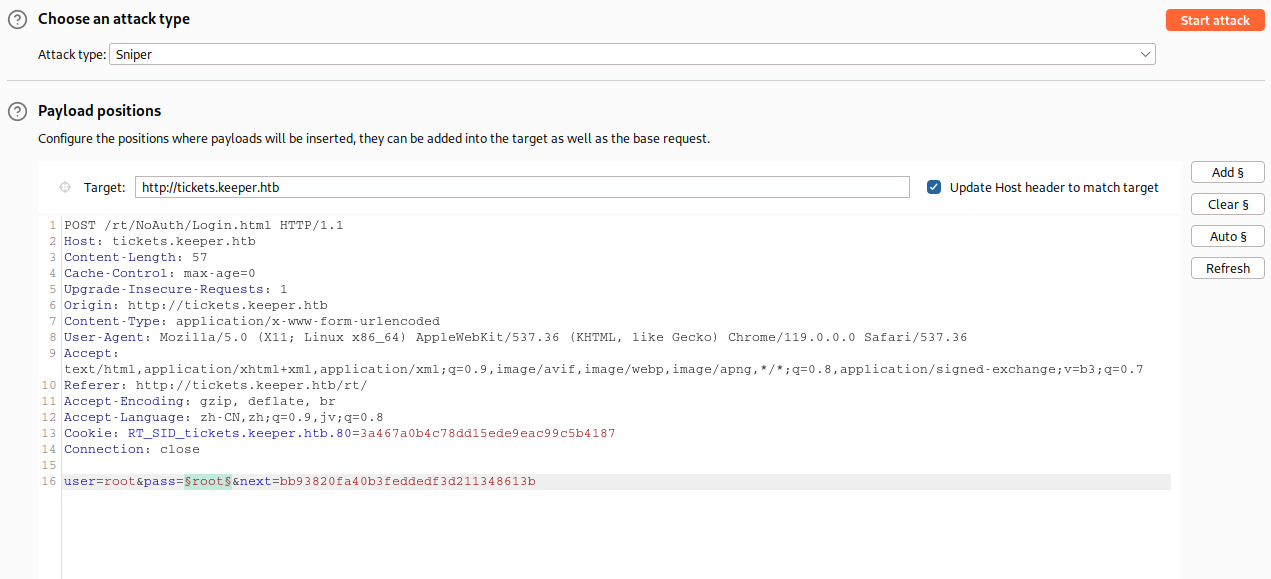 Choose an attack type
Start attack
Attack type: Sniper
Payload positions
Configure the positions where payloads will be inserted, they can be added into the target as well as the base request.
Target: http://tickets.keeper.htb
Update Host header to match target
Add §
Clear §
Auto §
Refresh
1 POST /rt/NoAuth/Login.html HTTP/1.1
2 Host: tickets.keeper.htb
3 Content-Length: 57
4 Cache-Control: max-age=0
5 Upgrade-Insecure-Requests: 1
6 Origin: http://tickets.keeper.htb
7 Content-Type: application/x-www-form-urlencoded
8 User-Agent: Mozilla/5.0 (X11; Linux x86_64) AppleWebKit/537.36 (KHTML, like Gecko) Chrome/119.0.0.0 Safari/537.36
9 Accept:
text/html,application/xhtml+xml,application/xml;q=0.9,image/avif,image/webp,image/apng,*/*;q=0.8,application/signed-exchange;v=b3;q=0.7
10 Referer: http://tickets.keeper.htb/rt/
11 Accept-Encoding: gzip, deflate, br
12 Accept-Language: zh-CN,zh;q=0.9,jv;q=0.8
13 Cookie: RT_SID_tickets.keeper.htb.80=3a467a0b4c78dd15ede9eac99c5b4187
14 Connection: close
15
16 user=root&pass=§root§&next=bb93820fa40b3feddedf3d211348613b